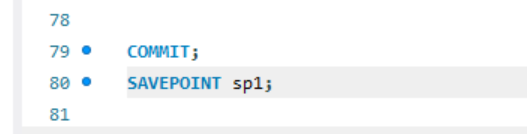 78
79 COMMIT;
80 SAVEPOINT sp1;
81